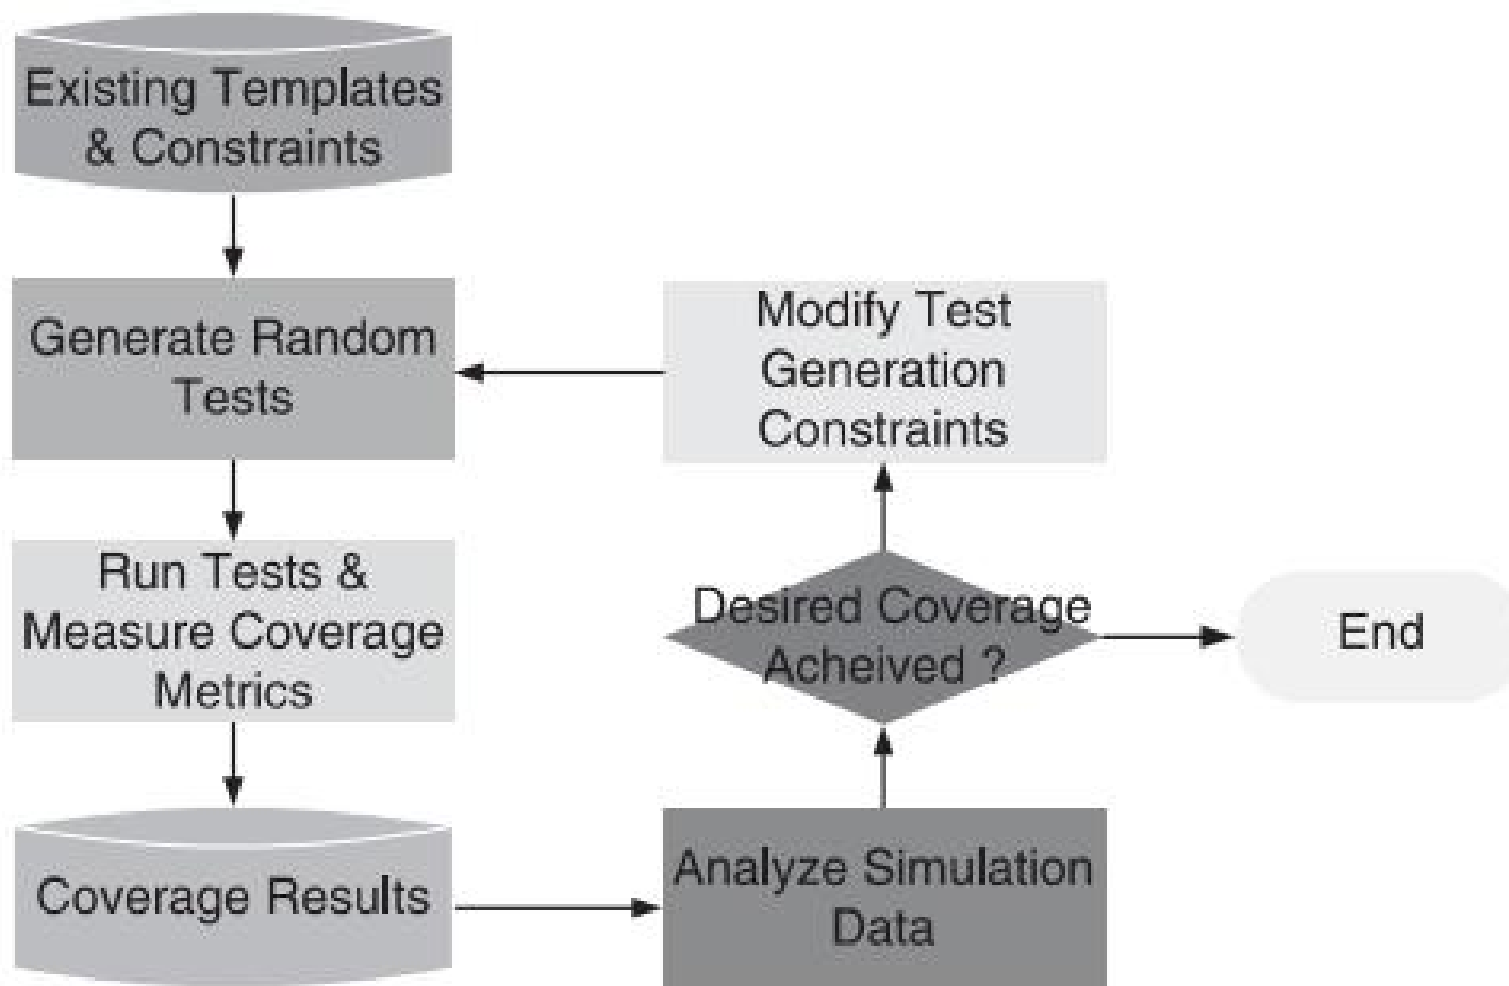 Existing Templates
& Constraints
Generate Random
Tests
Run Tests &
Measure Coverage
Metrics
Coverage Results
Analyze Simulation
Data
Desired Coverage
Acheived ?
Modify Test
Generation
Constraints
End